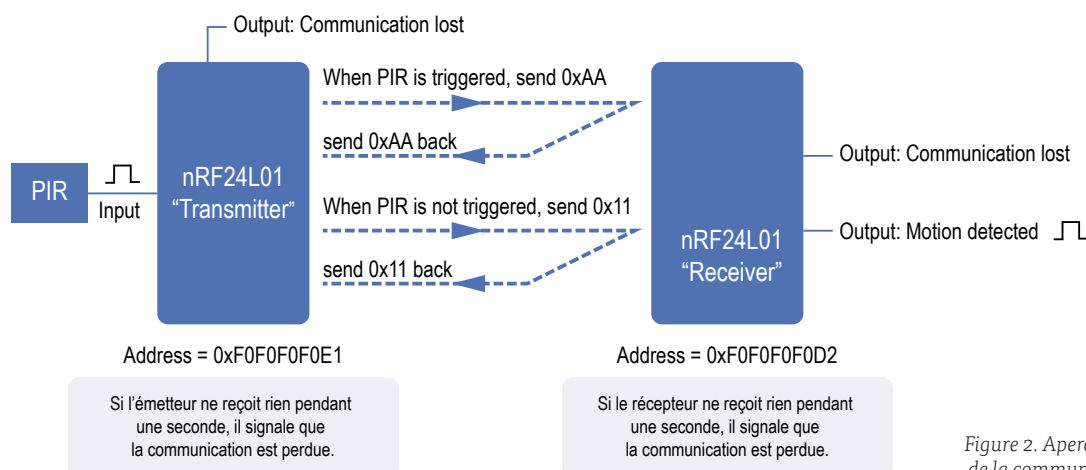 Output: Communication lost
When PIR is triggered, send 0xAA
send 0xAA back
PIR
Input
nRF24L01
“Transmitter”
When PIR is not triggered, send 0x11
send 0x11 back
nRF24L01
“Receiver”
Output: Communication lost
Output: Motion detected
Address = 0xF0F0F0F0E1
Address = 0xF0F0F0F0D2
Si l’émetteur ne reçoit rien pendant
une seconde, il signale que
la communication est perdue.
Si le récepteur ne reçoit rien pendant
une seconde, il signale que
la communication est perdue.
Figure 2.
de la